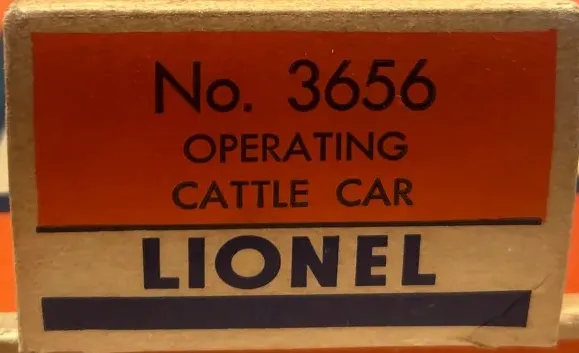 No. 3656
OPERATING
CATTLE CAR
LIONEL